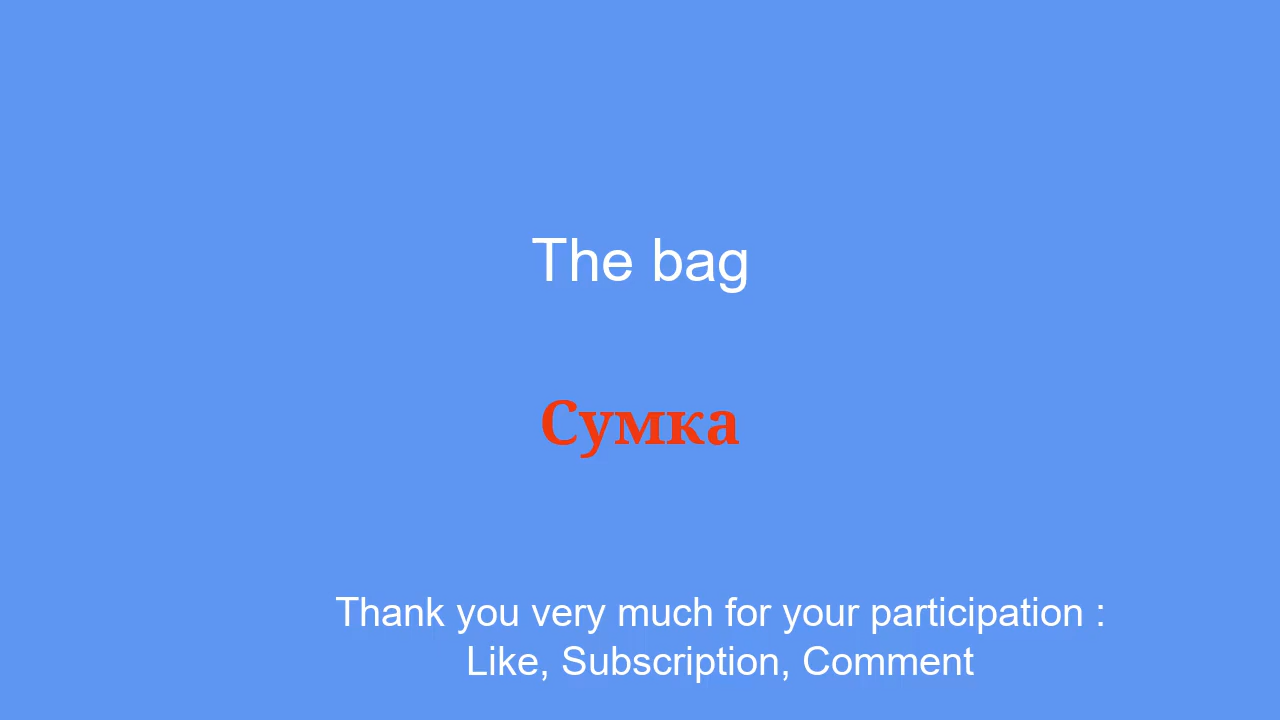 The bag
Сумка
Thank you very much for your participation :
Like, Subscription, Comment